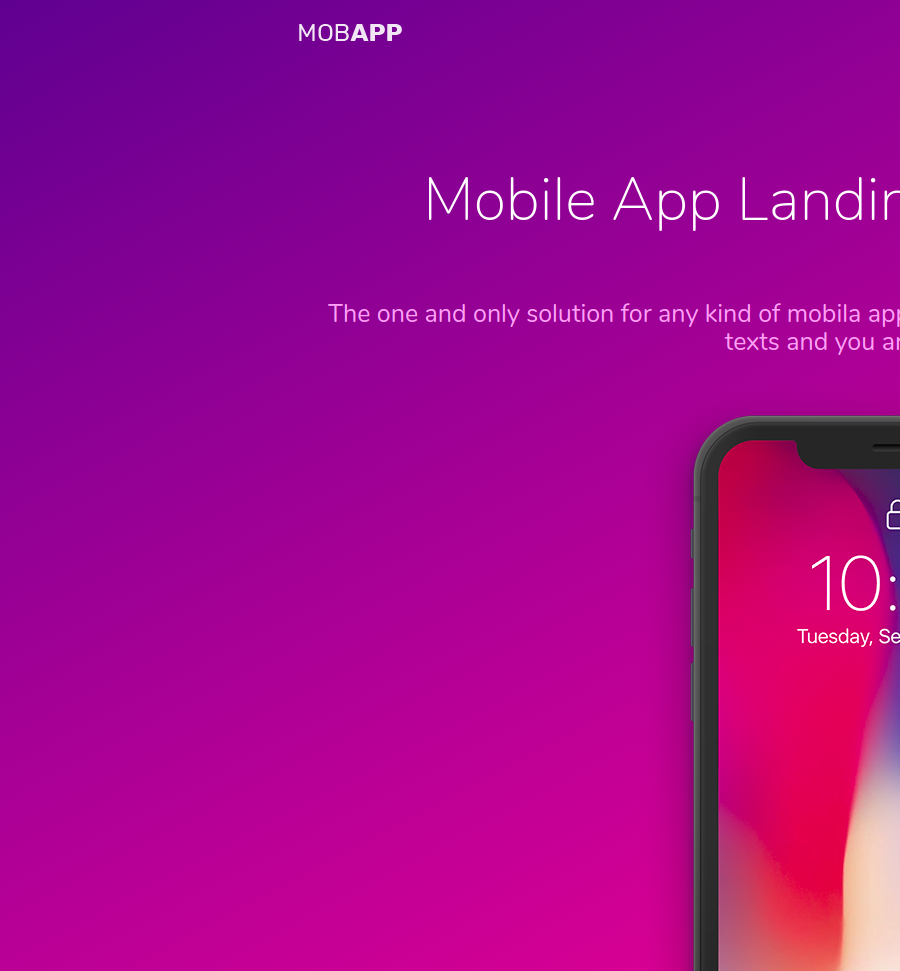 MOBAPP
Mobile App Landin
The one and only solution for any kind of mobila app
texts and you
10:
Tuesday, Se